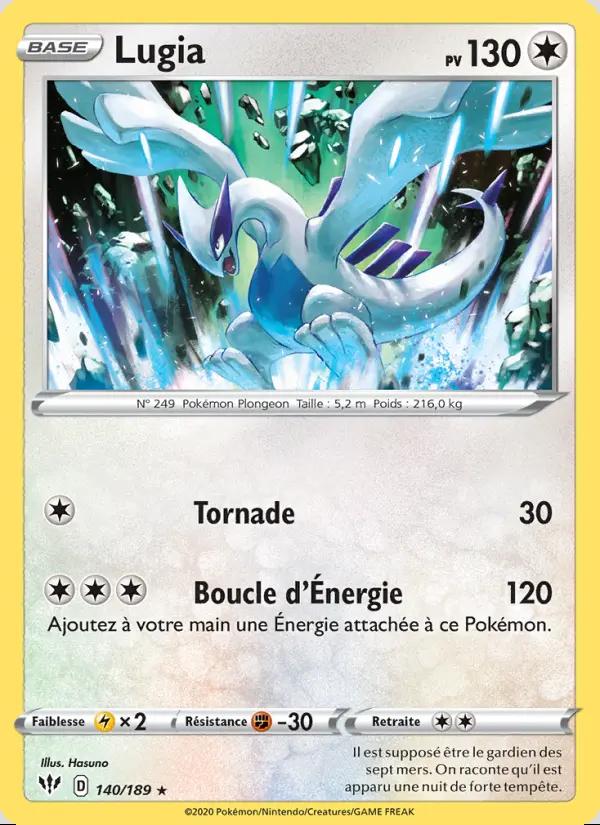 BASE Lugia PV 130
N° 249 Pokémon Plongeon Taille : 5,2 m Poids : 216,0 kg
Tornade 30
Boucle d'Énergie 120
Ajoutez à votre main une Énergie attachée à ce Pokémon.
Faiblesse ×2 Résistance -30 Retraite
Illus. Hasuno
D 140/189 ★
Il est supposé être le gardien des
sept mers. On raconte qu'il est
apparu une nuit de forte tempête.
©2020 Pokémon/Nintendo/Creatures/GAME FREAK